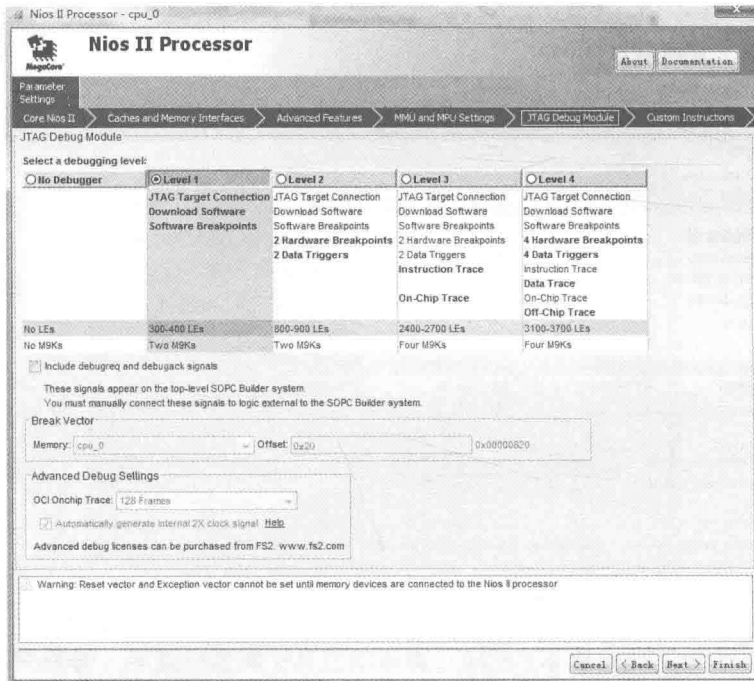 Nios II Processor - cpu_0
MegaCore
Nios II Processor
About
Documentation
Parameter
Settings
Core Nios II
Caches and Memory Interfaces
Advanced Features
MMU and MPU Settings
JTAG Debug Module
Custom Instructions
JTAG Debug Module
Select a debugging level:
No Debugger
Level 1
Level 2
Level 3
Level 4
JTAG Target Connection
Download Software
Software Breakpoints
JTAG Target Connection
Download Software
Software Breakpoints
2 Hardware Breakpoints
2 Data Triggers
JTAG Target Connection
Download Software
Software Breakpoints
2 Hardware Breakpoints
2 Data Triggers
Instruction Trace
On-Chip Trace
JTAG Target Connection
Download Software
Software Breakpoints
4 Hardware Breakpoints
4 Data Triggers
Instruction Trace
Data Trace
On-Chip Trace
Off-Chip Trace
No LEs
300-400 LEs
800-900 LEs
2400-2700 LEs
3100-3700 LEs
No M9Ks
Two M9Ks
Two M9Ks
Four M9Ks
Four M9Ks
Include debugreq and debugack signals
These signals appear on the top-level SOPC Builder system.
You must manually connect these signals to logic external to the SOPC Builder system.
Break Vector
Memory: cpu_0
Offset: 0x20
0x00000820
Advanced Debug Settings
OCI Onchip Trace: 128 Frames
Automatically generate internal 2X clock signal Help
Advanced debug licenses can be purchased from FS2. www.fs2.com
Warning: Reset vector and Exception vector cannot be set until memory devices are connected to the Nios II processor
Cancel
< Back
Next >
Finish